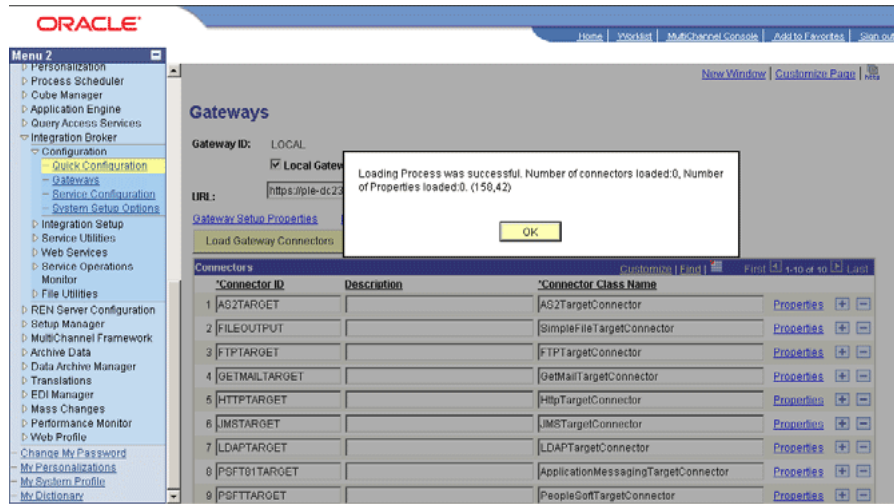 ORACLE
Home | Worklist | MultiChannel Console | Add to Favorites | Sign out
Menu 2
Personalization
Process Scheduler
Cube Manager
Application Engine
Query Access Services
Integration Broker
Configuration
Quick Configuration
Gateways
Service Configuration
System Setup Options
Integration Setup
Service Utilities
Web Services
Service Operations
Monitor
File Utilities
REN Server Configuration
Setup Manager
MultiChannel Framework
Archive Data
Data Archive Manager
Translations
EDI Manager
Mass Changes
Performance Monitor
Web Profile
Change My Password
My Personalizations
My System Profile
My Dictionary
New Window | Customize Page |
Gateways
Gateway ID: LOCAL
Local Gatew
URL: https://ple-dc23
Gateway Setup Properties
Load Gateway Connectors
Loading Process was successful. Number of connectors loaded:0, Number
of Properties loaded:0. (158,42)
OK
Connectors Customize | Find | First 1-10 of 10 Last
*Connector ID Description *Connector Class Name
1 AS2TARGET AS2TargetConnector Properties
2 FILEOUTPUT SimpleFileTargetConnector Properties
3 FTPTARGET FTPTargetConnector Properties
4 GETMAILTARGET GetMailTargetConnector Properties
5 HTTPTARGET HttpTargetConnector Properties
6 JMSTARGET JMSTargetConnector Properties
7 LDAPTARGET LDAPTargetConnector Properties
8 PSFT81TARGET ApplicationMessagingTargetConnector Properties
9 PSFTTARGET PeopleSoftTargetConnector Properties